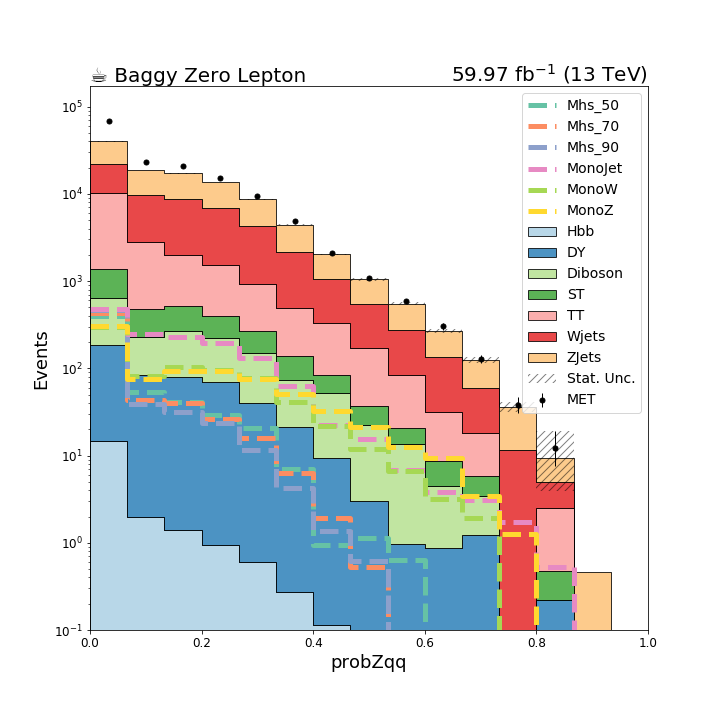 ☕ Baggy Zero Lepton
59.97 fb⁻¹ (13 TeV)
Mhs_50
Mhs_70
Mhs_90
MonoJet
MonoW
MonoZ
Hbb
DY
Diboson
ST
TT
Wjets
ZJets
Stat. Unc.
MET
Events
10⁵
10⁴
10³
10²
10¹
10⁰
10⁻¹
0.0 0.2 0.4 0.6 0.8 1.0
probZqq